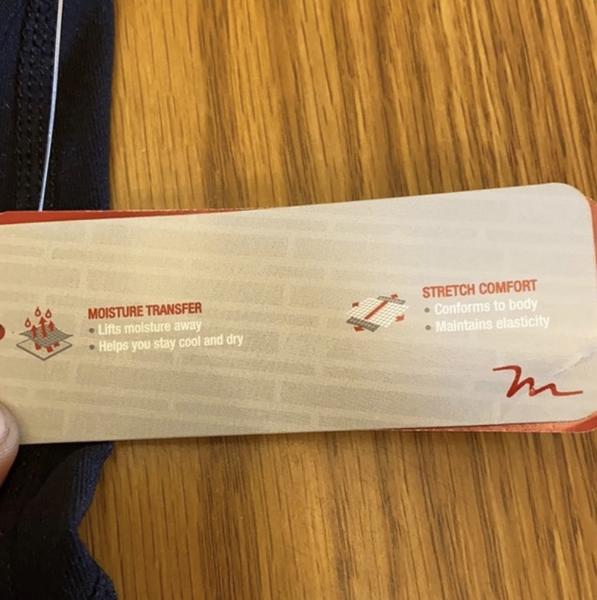 MOISTURE TRANSFER
• Lifts moisture away
• Helps you stay cool and dry
STRETCH COMFORT
• Conforms to body
• Maintains elasticity
m